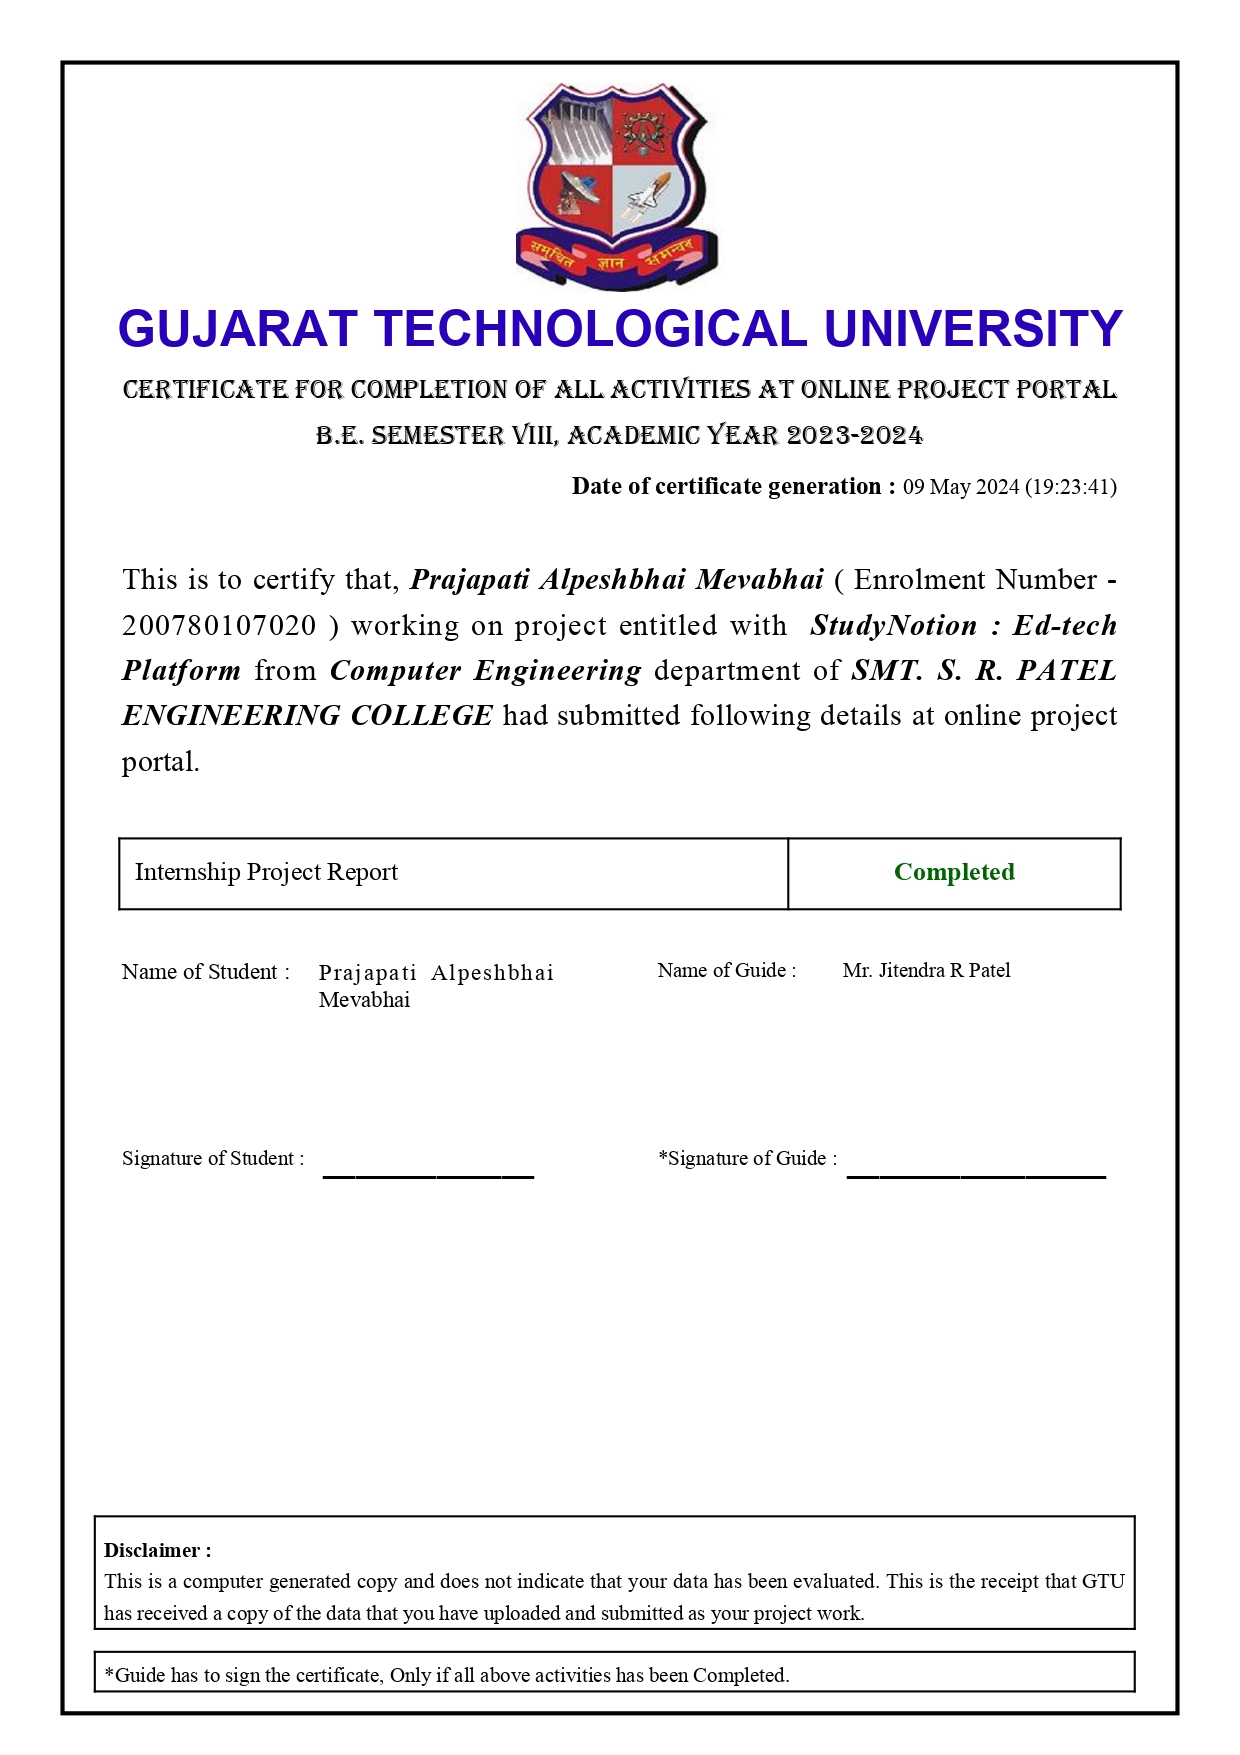 समुचित ज्ञान समन्वय
GUJARAT TECHNOLOGICAL UNIVERSITY
CERTIFICATE FOR COMPLETION OF ALL ACTIVITIES AT ONLINE PROJECT PORTAL
B.E. SEMESTER VIII, ACADEMIC YEAR 2023-2024
Date of certificate generation : 09 May 2024 (19:23:41)
This is to certify that, Prajapati Alpeshbhai Mevabhai ( Enrolment Number -
200780107020 ) working on project entitled with StudyNotion : Ed-tech
Platform from Computer Engineering department of SMT. S. R. PATEL
ENGINEERING COLLEGE had submitted following details at online project
portal.
Internship Project Report Completed
Name of Student : Prajapati Alpeshbhai Name of Guide : Mr. Jitendra R Patel
Mevabhai
Signature of Student : *Signature of Guide :
Disclaimer :
This is a computer generated copy and does not indicate that your data has been evaluated. This is the receipt that GTU
has received a copy of the data that you have uploaded and submitted as your project work.
*Guide has to sign the certificate, Only if all above activities has been Completed.